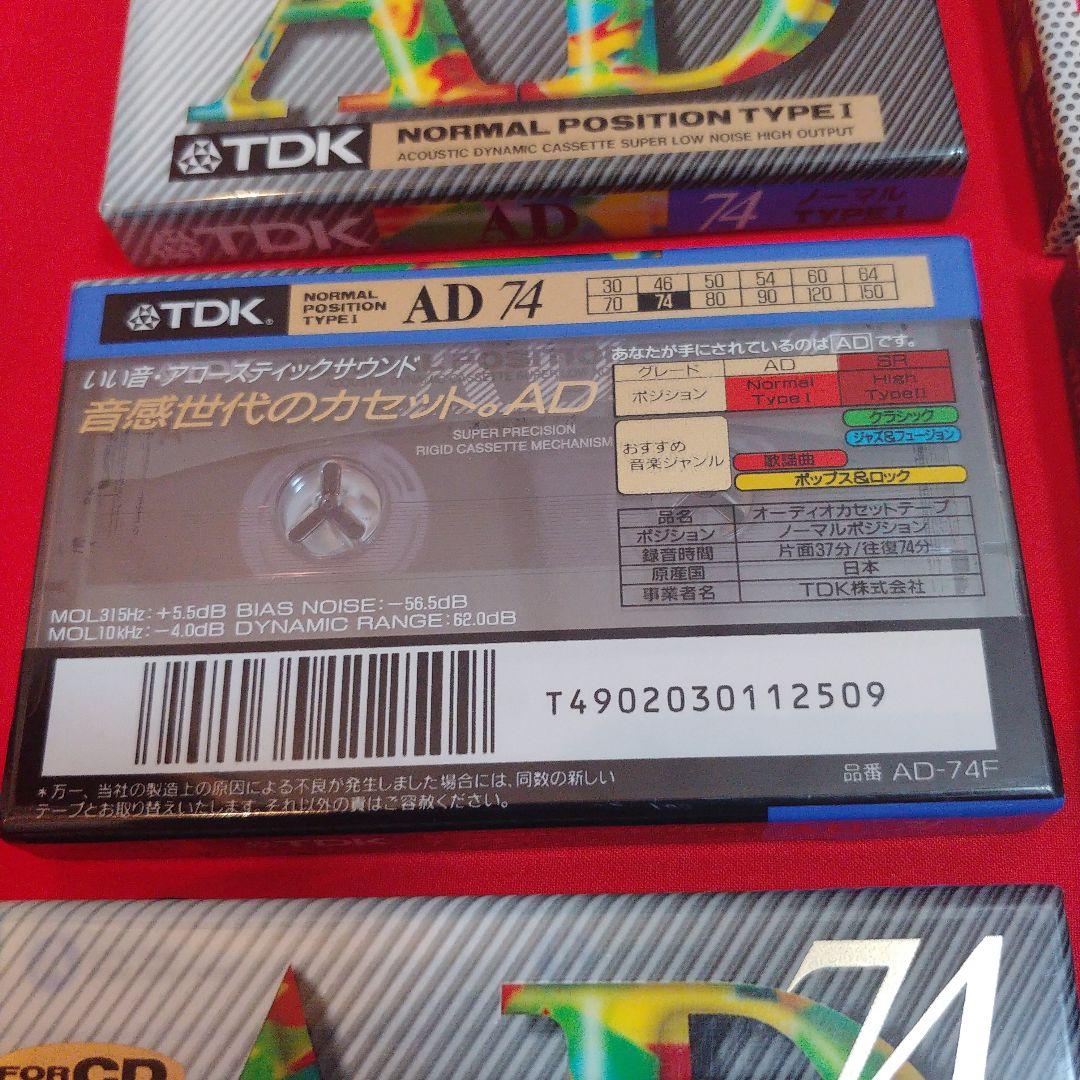 AD
TDK
NORMAL POSITION TYPE I
ACOUSTIC DYNAMIC CASSETTE SUPER LOW NOISE HIGH OUTPUT
TDK AD 74 ノーマル TYPE I
TDK
NORMAL
POSITION
TYPE I
AD 74
30 46 50 54 60 64
70 74 80 90 120 150
いい音・アコースティックサウンド
音感世代のカセット。AD
SUPER PRECISION
RIGID CASSETTE MECHANISM
あなたが手にされているのは AD です。
グレード AD SR
ポジション Normal Type I High Type II
おすすめ
音楽ジャンル
クラシック
ジャズ&フュージョン
歌謡曲
ポップス&ロック
品名 オーディオカセットテープ
ポジション ノーマルポジション
録音時間 片面37分/往復74分
原産国 日本
事業者名 TDK株式会社
MOL315Hz:+5.5dB BIAS NOISE:-56.5dB
MOL10kHz:-4.0dB DYNAMIC RANGE:62.0dB
T4902030112509
品番 AD-74F
*万一、当社の製造上の原因による不良が発生しました場合には、同数の新しい
テープとお取り替えいたします。それ以外の責はご容赦ください。
TDK
AD 74
FOR CD